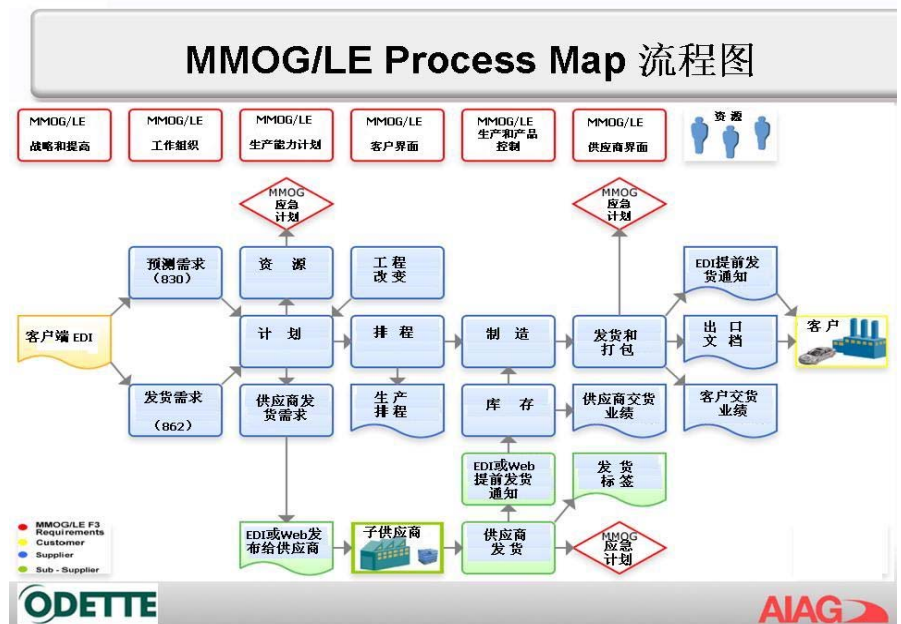 MMOG/LE Process Map 流程图
MMOG/LE
战略和提高
MMOG/LE
工作组织
MMOG/LE
生产能力计划
MMOG/LE
客户界面
MMOG/LE
生产和产品
控制
MMOG/LE
供应商界面
资源
MMOG
应急
计划
MMOG
应急
计划
预测需求
(830)
资 源
工程
改变
EDI提前发
货通知
客户端 EDI
计 划
排 程
制 造
发货和
打包
出口
文档
客户
发货需求
(862)
供应商发
货需求
生产
排程
库 存
供应商交货
业绩
客户交货
业绩
EDI或Web
提前发货
通知
发 货
标签
EDI或Web发
布给供应商
子供应商
供应商
发 货
MMOG
应急
计划
MMOG/LE F3
Requirements
Customer
Supplier
Sub - Supplier
ODETTE
AIAG